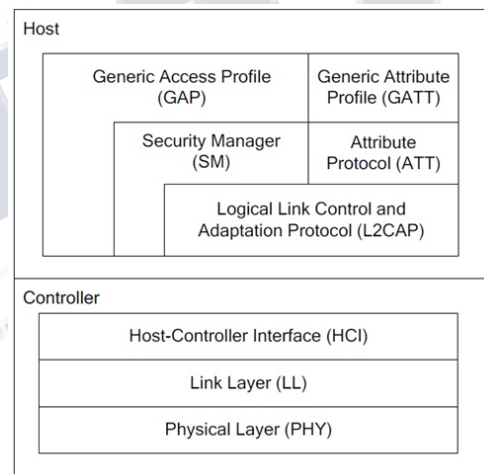 Host
Generic Access Profile
(GAP)
Generic Attribute
Profile (GATT)
Security Manager
(SM)
Attribute
Protocol (ATT)
Logical Link Control and
Adaptation Protocol (L2CAP)
Controller
Host-Controller Interface (HCI)
Link Layer (LL)
Physical Layer (PHY)